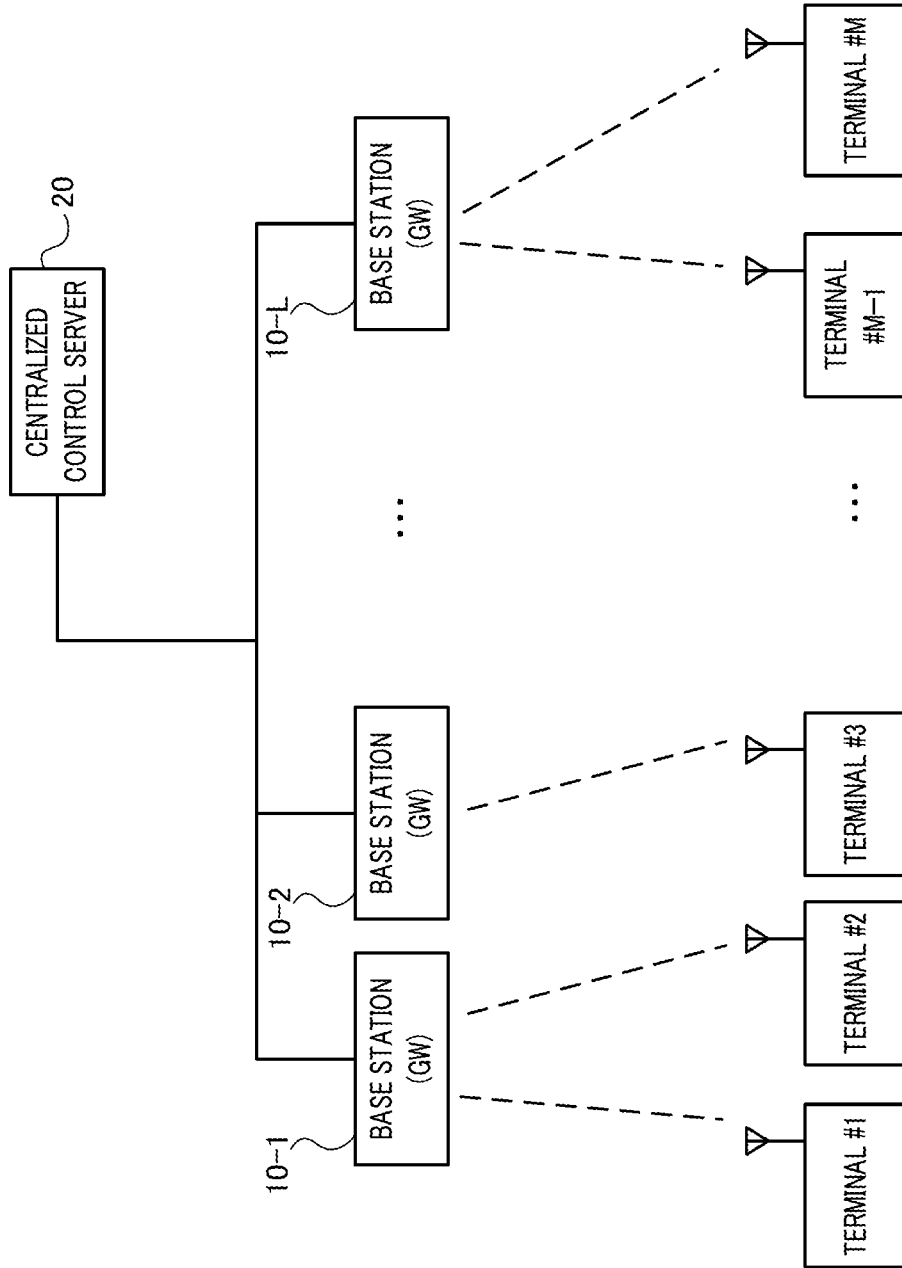 CENTRALIZED
CONTROL SERVER
20
10-1
BASE STATION
(GW)
10-2
BASE STATION
(GW)
...
10-L
BASE STATION
(GW)
TERMINAL #1
TERMINAL #2
TERMINAL #3
...
TERMINAL
#M-1
TERMINAL #M